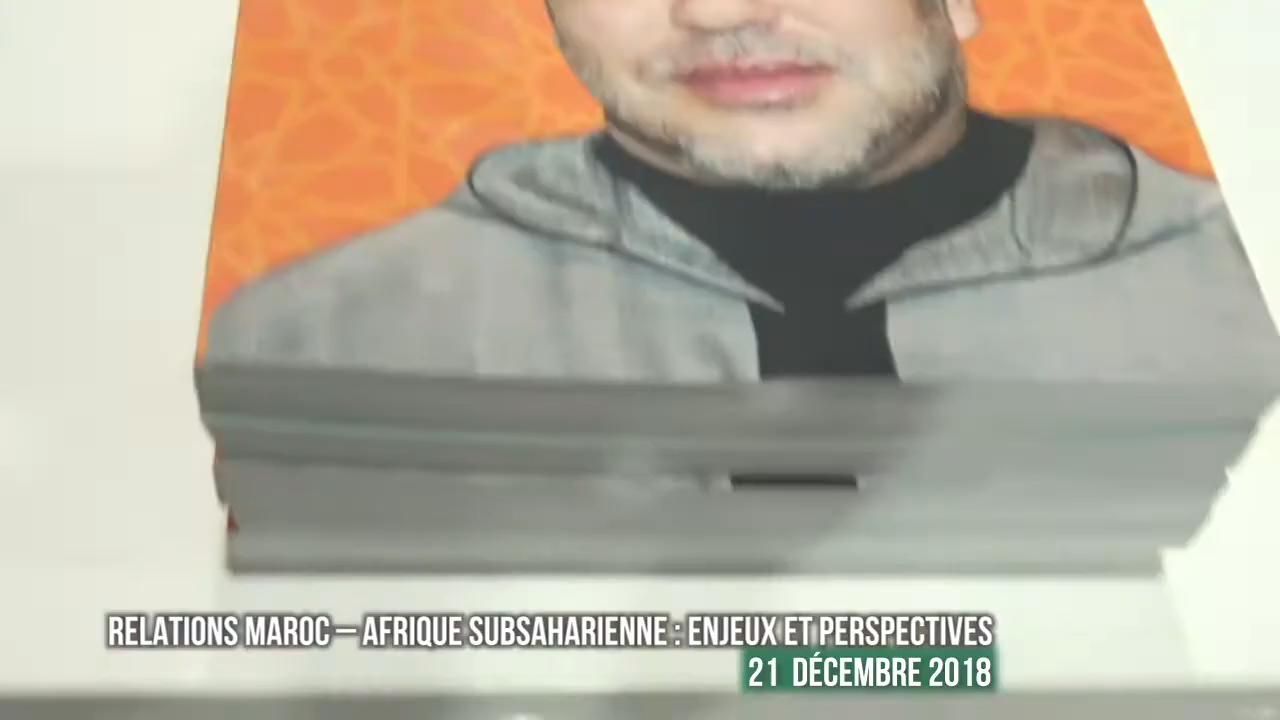 RELATIONS MAROC – AFRIQUE SUBSAHARIENNE : ENJEUX ET PERSPECTIVES
21 DÉCEMBRE 2018